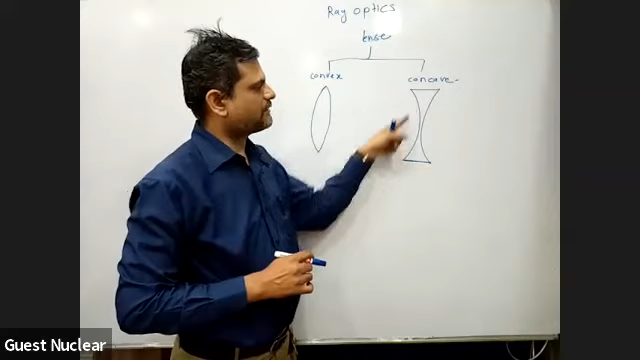 Ray optics
lense
convex
concave
Guest Nuclear